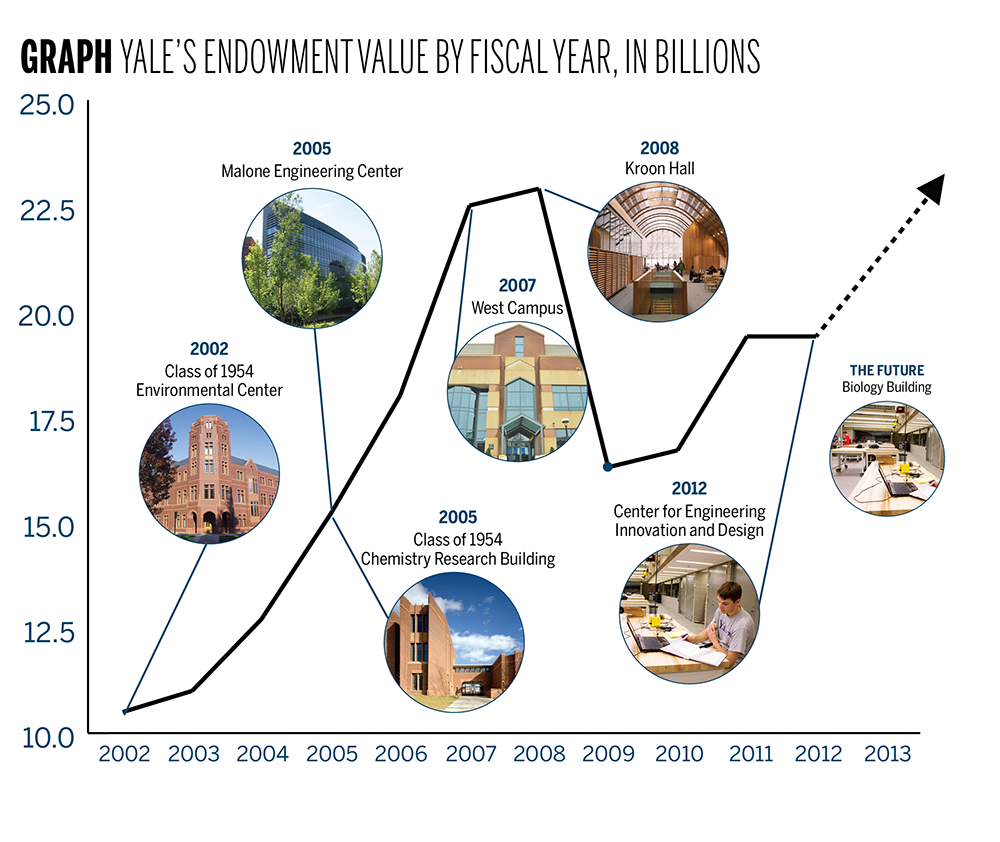 GRAPH YALE'S ENDOWMENT VALUE BY FISCAL YEAR, IN BILLIONS
25.0
22.5
20.0
17.5
15.0
12.5
10.0
2005
Malone Engineering Center
2008
Kroon Hall
2007
West Campus
2002
Class of 1954
Environmental Center
THE FUTURE
Biology Building
2012
Center for Engineering
Innovation and Design
2005
Class of 1954
Chemistry Research Building
2002 2003 2004 2005 2006 2007 2008 2009 2010 2011 2012 2013